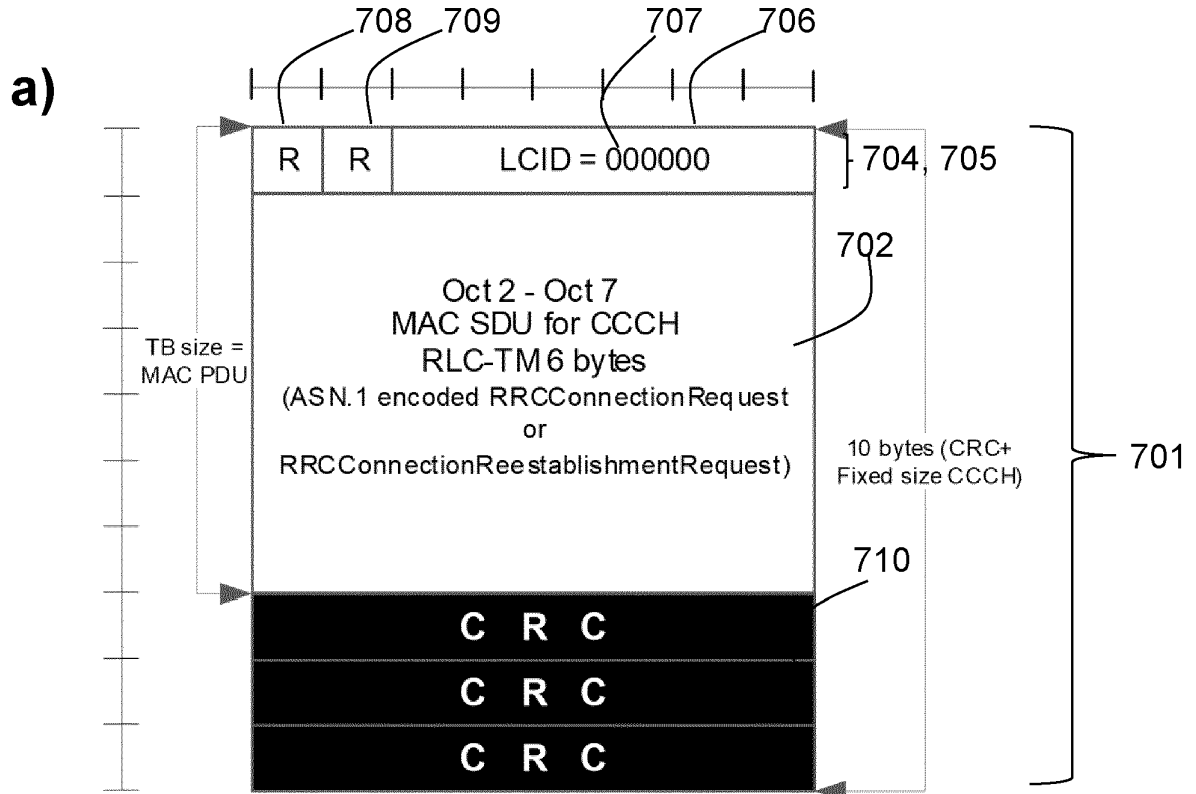 708 709 707 706
a)
R R LCID = 000000
704, 705
702
Oct 2 - Oct 7
MAC SDU for CCCH
RLC-TM 6 bytes
(ASN.1 encoded RRCConnectionRequest
or
RRCConnectionReestablishmentRequest)
TB size =
MAC PDU
10 bytes (CRC+
Fixed size CCCH)
701
710
C R C
C R C
C R C